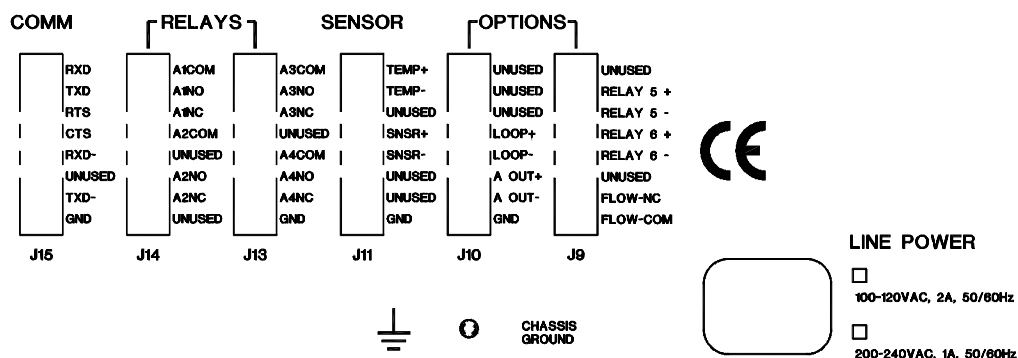 COMM RELAYS SENSOR OPTIONS
RXD A1COM A3COM TEMP+ UNUSED UNUSED
TXD A1NO A3NO TEMP- UNUSED RELAY 5 +
RTS A1NC A3NC UNUSED UNUSED RELAY 5 -
CTS A2COM UNUSED SNSR+ LOOP+ RELAY 6 +
RXD- UNUSED A4COM SNSR- LOOP- RELAY 6 -
UNUSED A2NO A4NO UNUSED A OUT+ UNUSED
TXD- A2NC A4NC UNUSED A OUT- FLOW-NC
GND UNUSED GND GND GND FLOW-COM
J15 J14 J13 J11 J10 J9
CE
LINE POWER
100-120VAC, 2A, 50/60Hz
CHASSIS
GROUND
200-240VAC, 1A, 50/60Hz